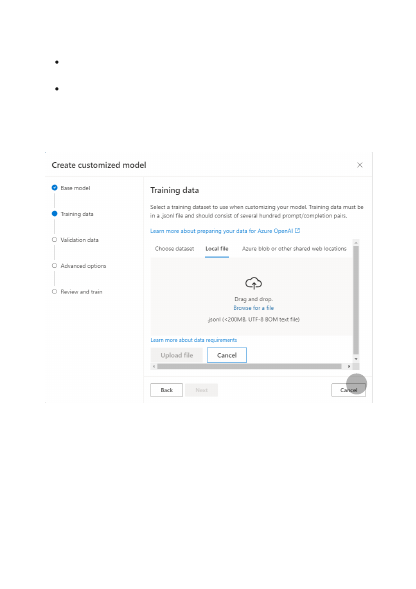 Create customized model
Base model
Training data
Validation data
Advanced options
Review and train
Training data
Select a training dataset to use when customizing your model. Training data must be
in a .jsonl file and should consist of several hundred prompt/completion pairs.
Learn more about preparing your data for Azure OpenAI
Choose dataset Local file Azure blob or other shared web locations
Drag and drop.
Browse for a file
.jsonl (<200MB, UTF-8 BOM text file)
Learn more about data requirements
Upload file Cancel
Back Next Cancel